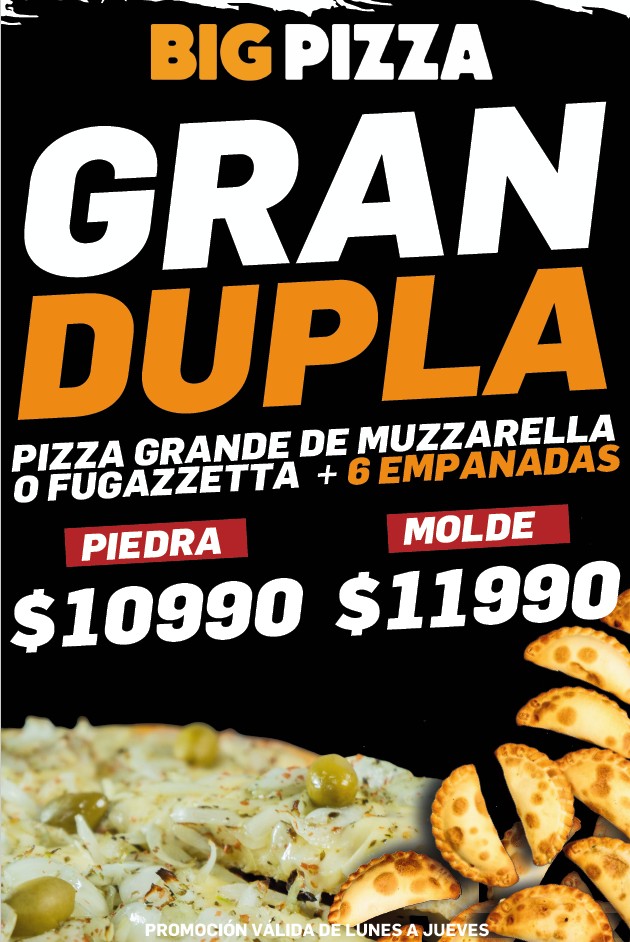 BIG PIZZA
GRAN
DUPLA
PIZZA GRANDE DE MUZZARELLA
O FUGAZZETTA + 6 EMPANADAS
PIEDRA
MOLDE
$10990
$11990
PROMOCIÓN VÁLIDA DE LUNES A JUEVES